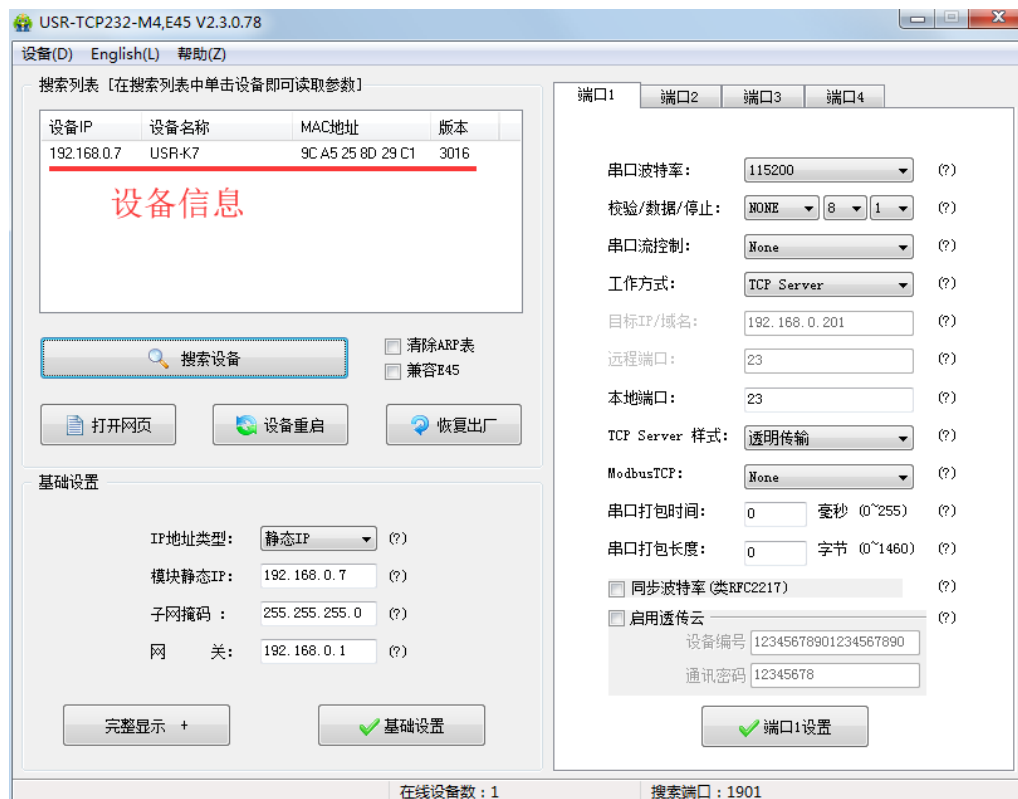 USR-TCP232-M4,E45 V2.3.0.78
设备(D) English(L) 帮助(Z)
搜索列表 [在搜索列表中单击设备即可读取参数]
设备IP 设备名称 MAC地址 版本
192.168.0.7 USR-K7 9C A5 25 8D 29 C1 3016
设备信息
搜索设备
清除ARP表
兼容E45
打开网页 设备重启 恢复出厂
基础设置
IP地址类型: 静态IP (?)
模块静态IP: 192.168.0.7 (?)
子网掩码 : 255.255.255.0 (?)
网 关: 192.168.0.1 (?)
完整显示 + 基础设置
端口1 端口2 端口3 端口4
串口波特率: 115200 (?)
校验/数据/停止: NONE 8 1 (?)
串口流控制: None (?)
工作方式: TCP Server (?)
目标IP/域名: 192.168.0.201 (?)
远程端口: 23 (?)
本地端口: 23 (?)
TCP Server 样式: 透明传输 (?)
ModbusTCP: None (?)
串口打包时间: 0 毫秒 (0~255) (?)
串口打包长度: 0 字节 (0~1460) (?)
同步波特率(类RFC2217) (?)
启用透传云 (?)
设备编号 12345678901234567890
通讯密码 12345678
端口1设置
在线设备数：1 搜索端口：1901